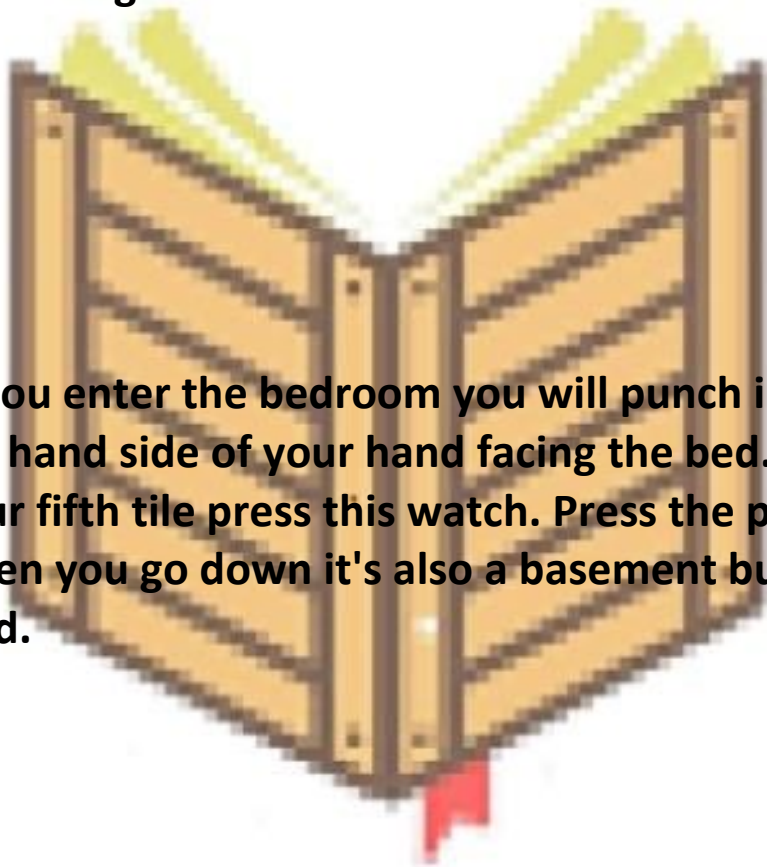 ou enter the bedroom you will punch i
hand side of your hand facing the bed.
ur fifth tile press this watch. Press the p
en you go down it's also a basement bu
d.